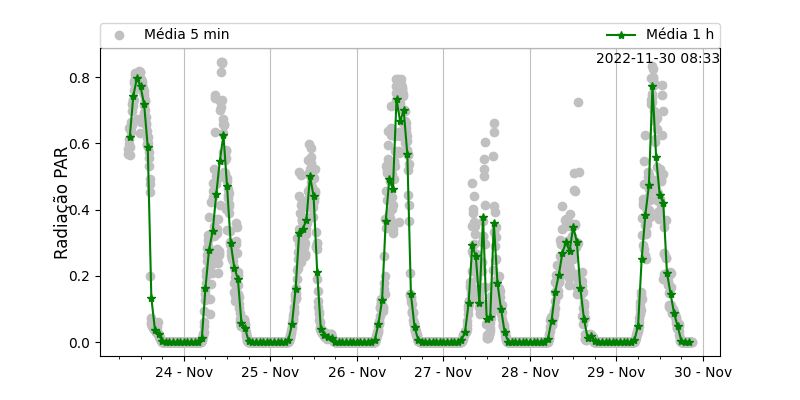 Média 5 min
Média 1 h
2022-11-30 08:33
Radiação PAR
0.8
0.6
0.4
0.2
0.0
24 - Nov
25 - Nov
26 - Nov
27 - Nov
28 - Nov
29 - Nov
30 - Nov